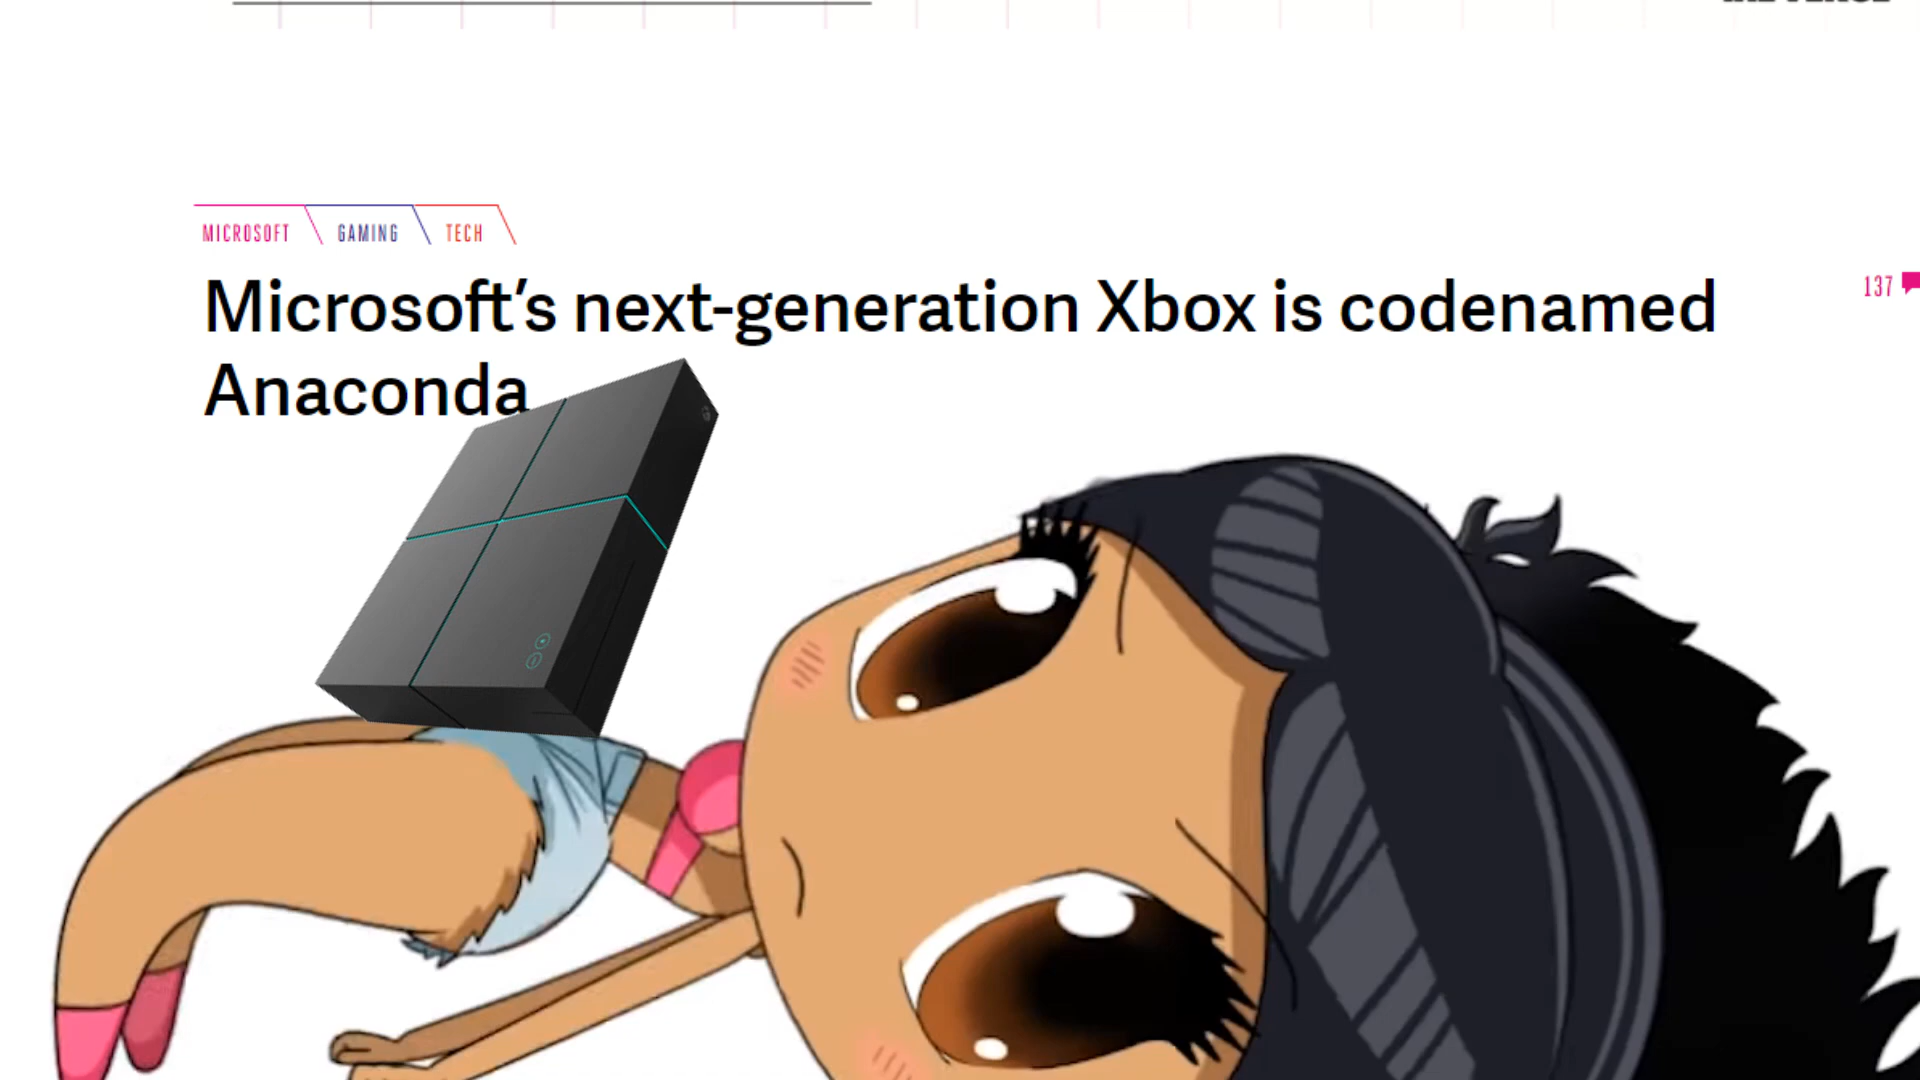 MICROSOFT GAMING TECH
Microsoft’s next-generation Xbox is codenamed
137
Anaconda